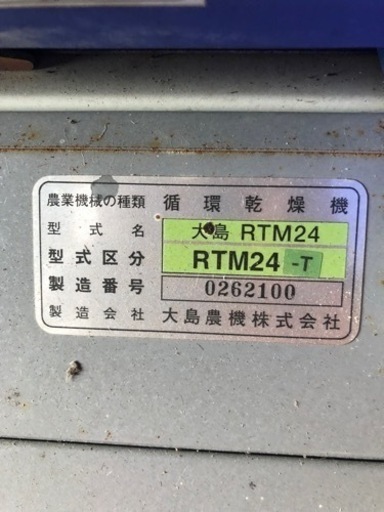 農業機械の種類 循環乾燥機
型式名 大島 RTM24
型式区分 RTM24 -T
製造番号 0262100
製造会社 大島農機株式会社